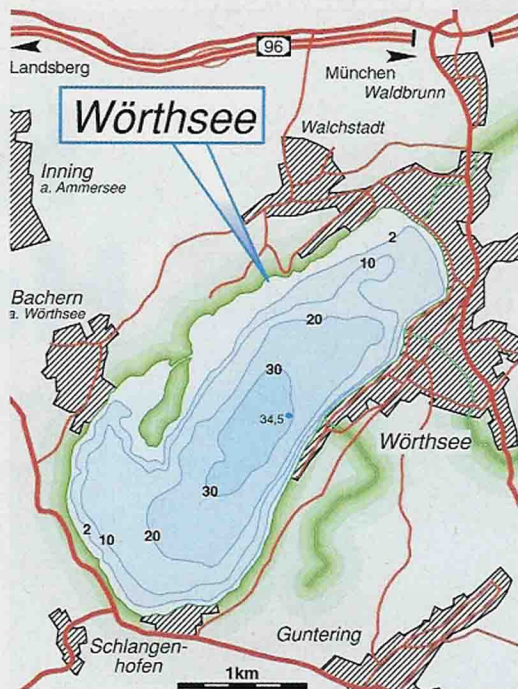 96
Landsberg
München
Waldbrunn
Wörthsee
Walchstadt
Inning
a. Ammersee
2
10
Bachern
a. Wörthsee
20
30
34,5
Wörthsee
30
2
10
20
Schlangen-
hofen
Guntering
1km